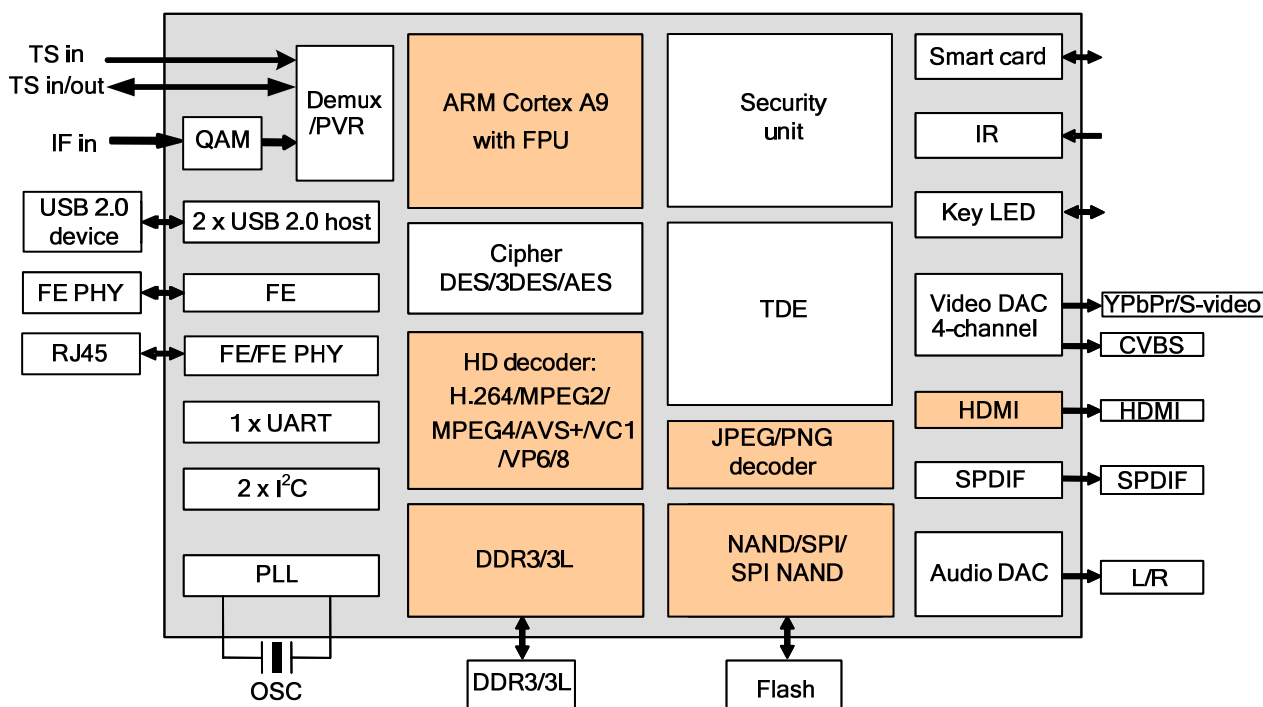 TS in
TS in/out
IF in
QAM
Demux
/PVR
USB 2.0
device
2 x USB 2.0 host
FE PHY
FE
RJ45
FE/FE PHY
1 x UART
2 x I²C
PLL
OSC
ARM Cortex A9
with FPU
Cipher
DES/3DES/AES
HD decoder:
H.264/MPEG2/
MPEG4/AVS+/VC1
/VP6/8
DDR3/3L
DDR3/3L
Security
unit
TDE
JPEG/PNG
decoder
NAND/SPI/
SPI NAND
Flash
Smart card
IR
Key LED
Video DAC
4-channel
YPbPr/S-video
CVBS
HDMI
HDMI
SPDIF
SPDIF
Audio DAC
L/R